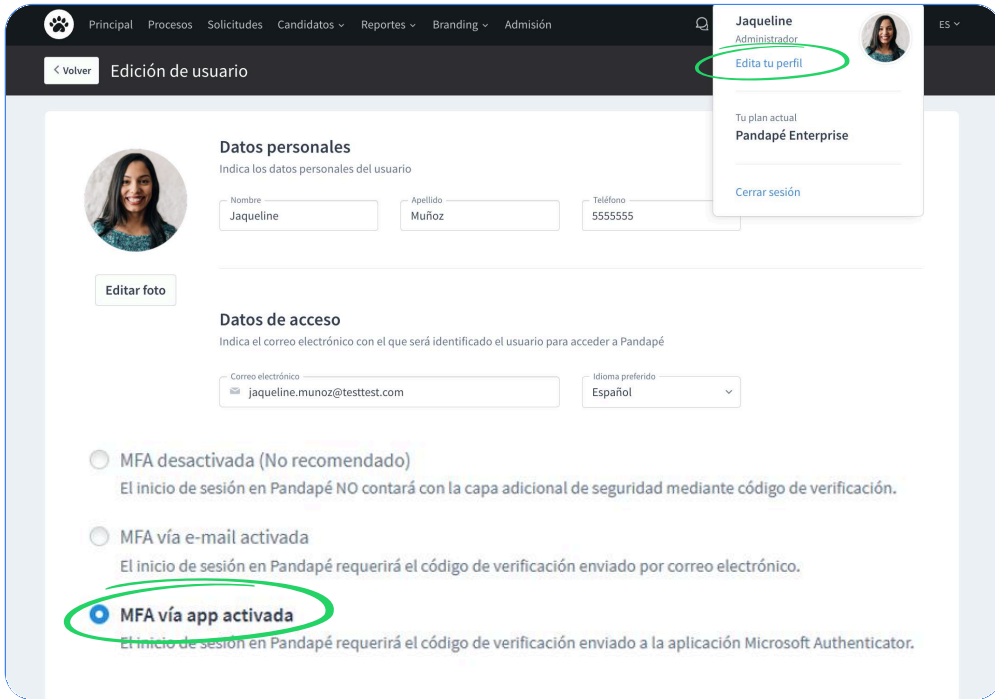 Principal Procesos Solicitudes Candidatos Reportes Branding Admisión ES
Jaqueline
Administrador
Edita tu perfil
Tu plan actual
Pandapé Enterprise
Cerrar sesión
Volver Edición de usuario
Datos personales
Indica los datos personales del usuario
Nombre Apellido Teléfono
Jaqueline Muñoz 5555555
Editar foto
Datos de acceso
Indica el correo electrónico con el que será identificado el usuario para acceder a Pandapé
Correo electrónico Idioma preferido
jaqueline.munoz@testtest.com Español
MFA desactivada (No recomendado)
El inicio de sesión en Pandapé NO contará con la capa adicional de seguridad mediante código de verificación.
MFA vía e-mail activada
El inicio de sesión en Pandapé requerirá el código de verificación enviado por correo electrónico.
MFA vía app activada
El inicio de sesión en Pandapé requerirá el código de verificación enviado a la aplicación Microsoft Authenticator.